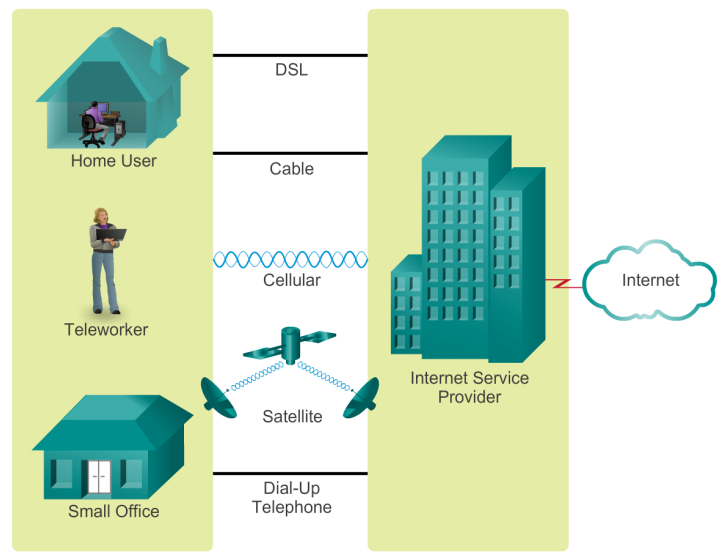 DSL
Home User
Cable
Teleworker
Cellular
Internet
Satellite
Internet Service
Provider
Small Office
Dial-Up
Telephone